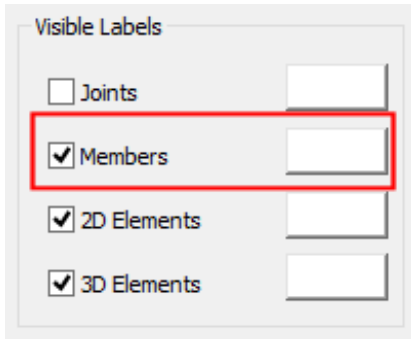 Visible Labels
Joints
Members
2D Elements
3D Elements